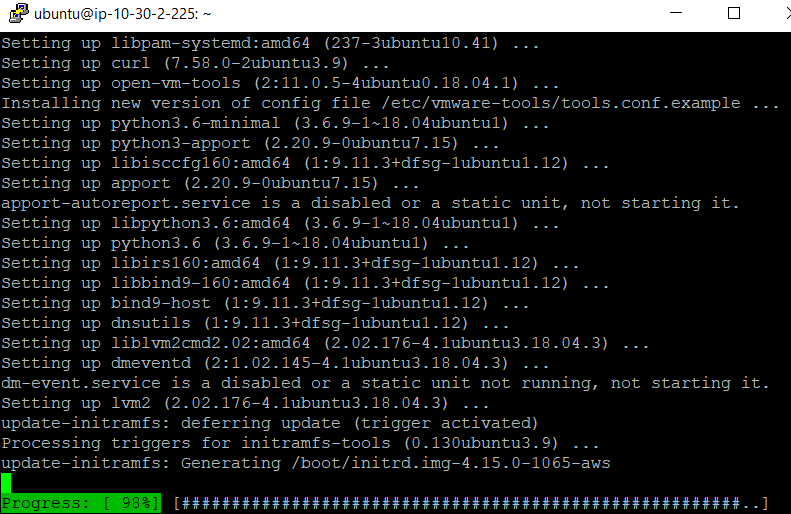 ubuntu@ip-10-30-2-225: ~
Setting up libpam-systemd:amd64 (237-3ubuntu10.41) ...
Setting up curl (7.58.0-2ubuntu3.9) ...
Setting up open-vm-tools (2:11.0.5-4ubuntu0.18.04.1) ...
Installing new version of config file /etc/vmware-tools/tools.conf.example ...
Setting up python3.6-minimal (3.6.9-1~18.04ubuntu1) ...
Setting up python3-apport (2.20.9-0ubuntu7.15) ...
Setting up libisccfg160:amd64 (1:9.11.3+dfsg-1ubuntu1.12) ...
Setting up apport (2.20.9-0ubuntu7.15) ...
apport-autoreport.service is a disabled or a static unit, not starting it.
Setting up libpython3.6:amd64 (3.6.9-1~18.04ubuntu1) ...
Setting up python3.6 (3.6.9-1~18.04ubuntu1) ...
Setting up libirs160:amd64 (1:9.11.3+dfsg-1ubuntu1.12) ...
Setting up libbind9-160:amd64 (1:9.11.3+dfsg-1ubuntu1.12) ...
Setting up bind9-host (1:9.11.3+dfsg-1ubuntu1.12) ...
Setting up dnsutils (1:9.11.3+dfsg-1ubuntu1.12) ...
Setting up liblvm2cmd2.02:amd64 (2.02.176-4.1ubuntu3.18.04.3) ...
Setting up dmeventd (2:1.02.145-4.1ubuntu3.18.04.3) ...
dm-event.service is a disabled or a static unit not running, not starting it.
Setting up lvm2 (2.02.176-4.1ubuntu3.18.04.3) ...
update-initramfs: deferring update (trigger activated)
Processing triggers for initramfs-tools (0.130ubuntu3.9) ...
update-initramfs: Generating /boot/initrd.img-4.15.0-1065-aws
Progress: [ 98%] [########################################################..]